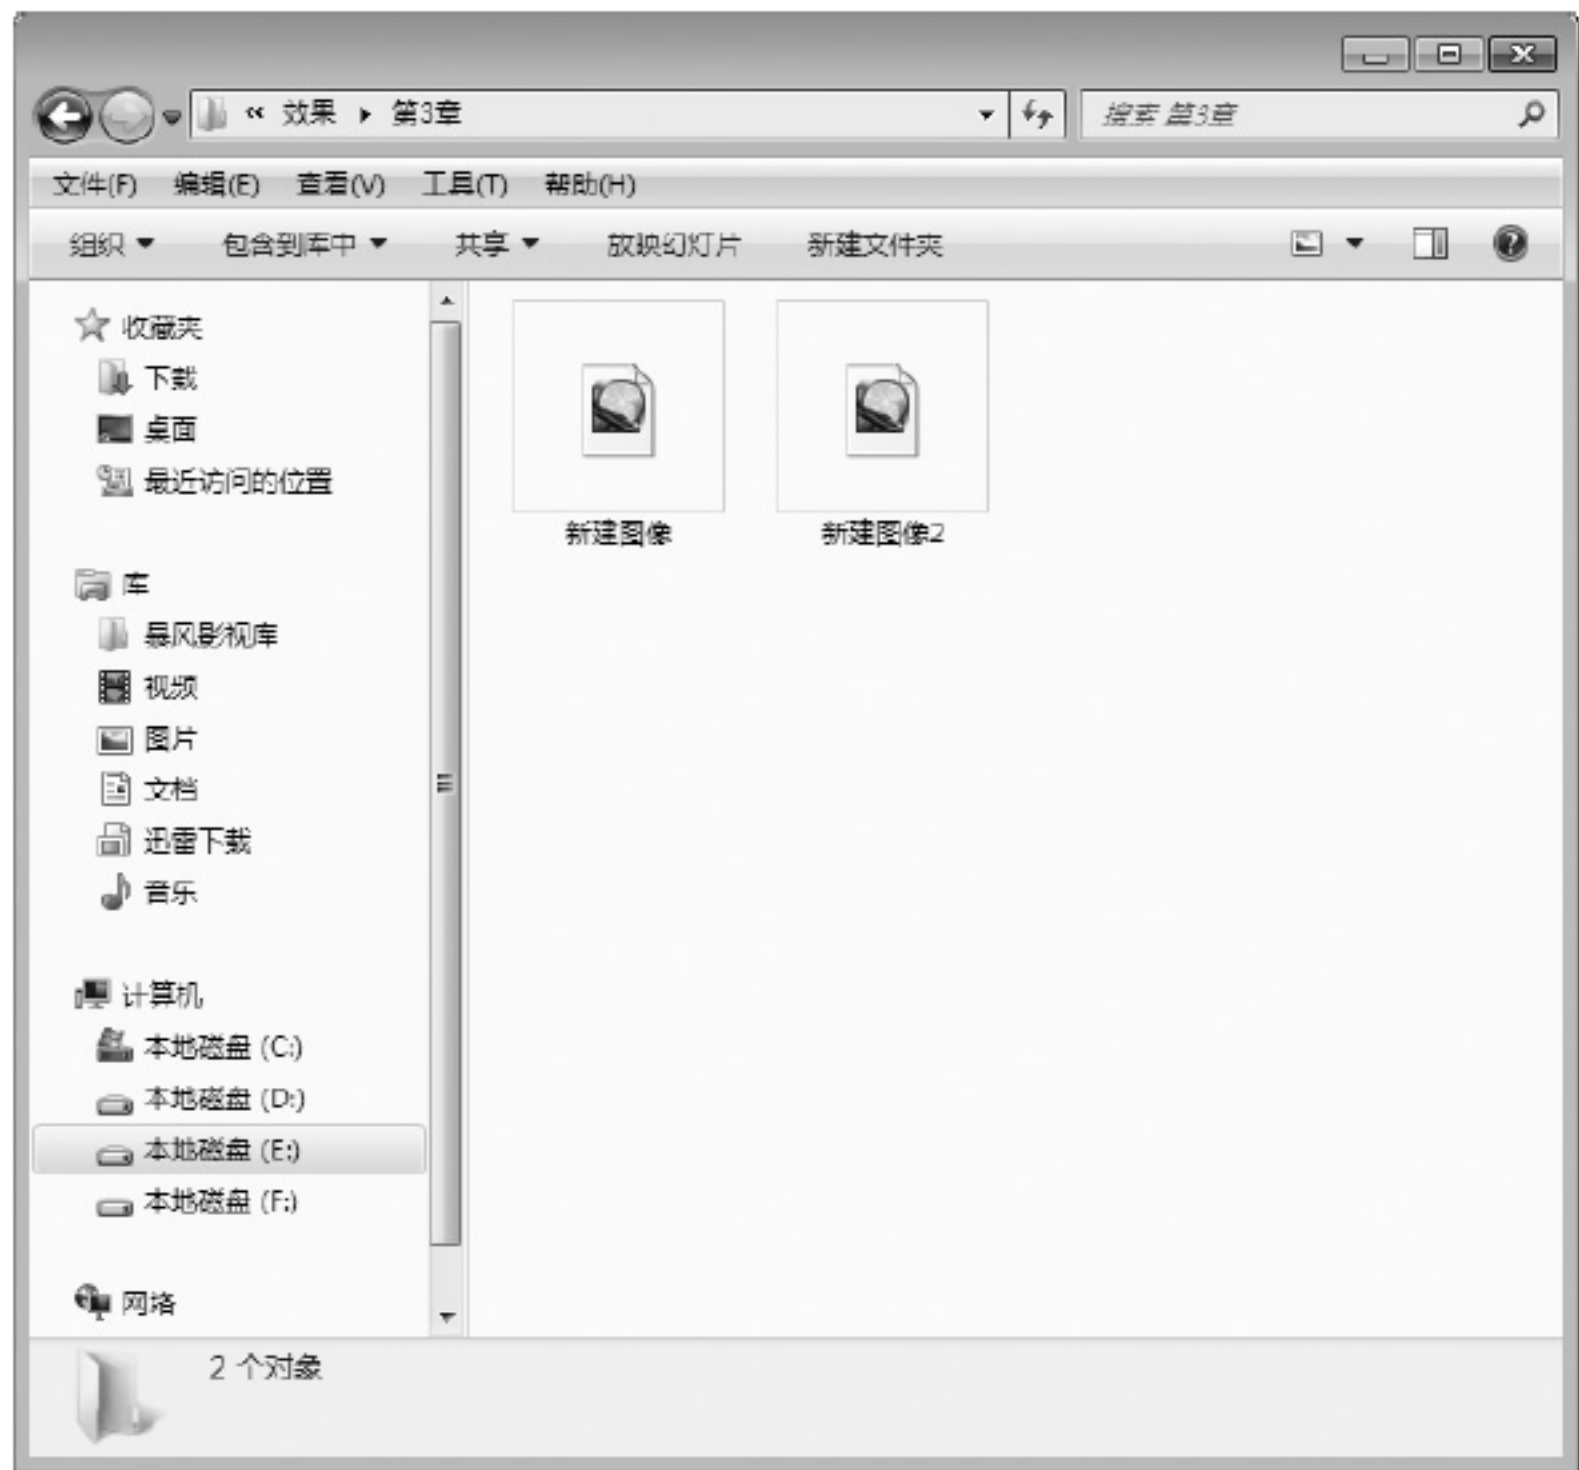 « 效果 ▸ 第3章
搜索 第3章
文件(F) 编辑(E) 查看(V) 工具(T) 帮助(H)
组织 包含到库中 共享 放映幻灯片 新建文件夹
收藏夹
下载
桌面
最近访问的位置
库
暴风影视库
视频
图片
文档
迅雷下载
音乐
计算机
本地磁盘 (C:)
本地磁盘 (D:)
本地磁盘 (E:)
本地磁盘 (F:)
网络
新建图像 新建图像2
2 个对象